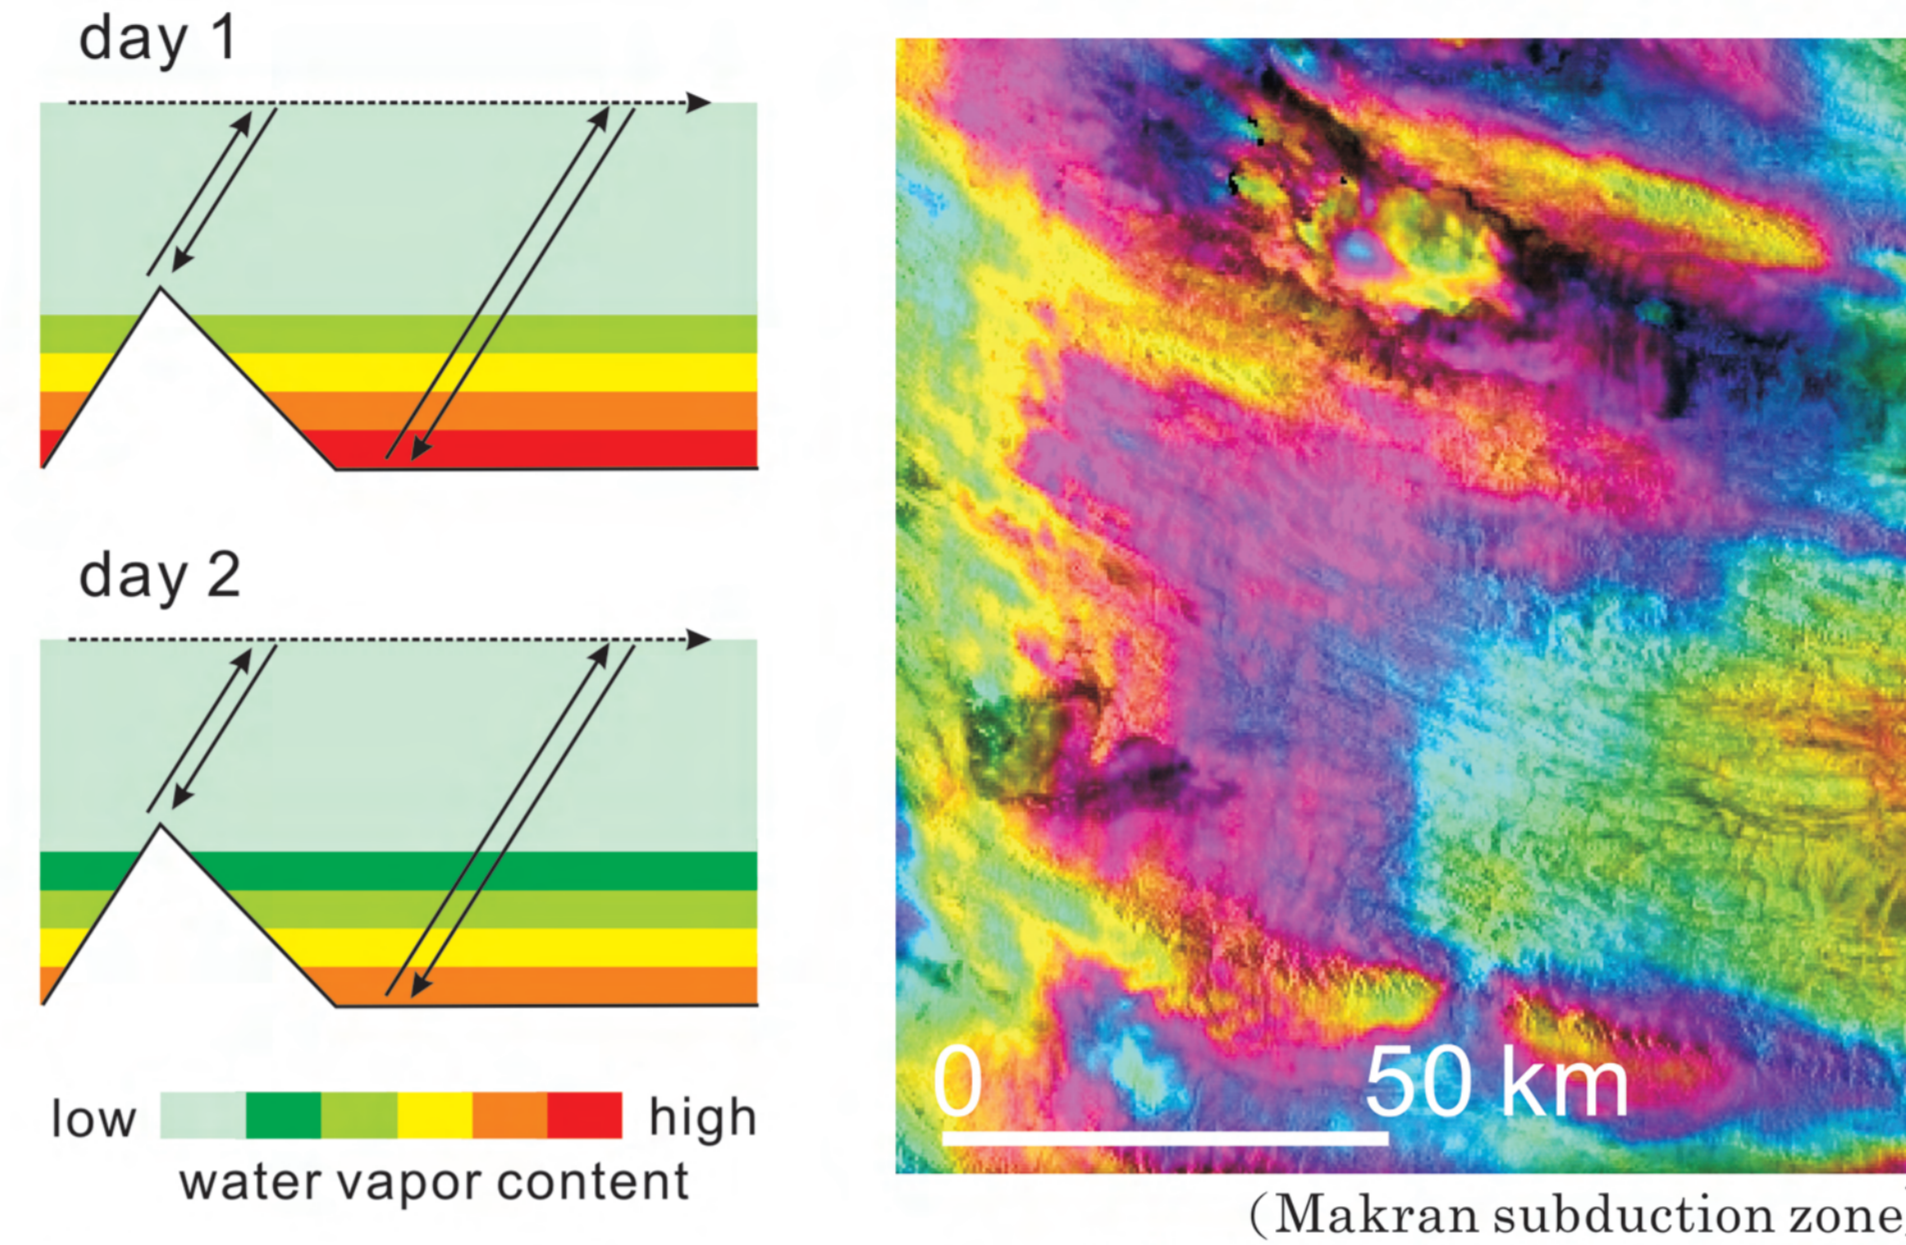 day 1
day 2
low high
water vapor content
0 50 km
(Makran subduction zone